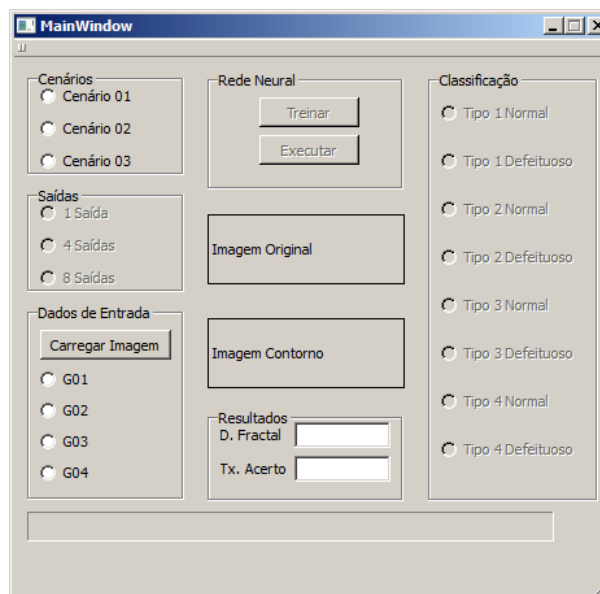 MainWindow
Cenários
Cenário 01
Cenário 02
Cenário 03
Saídas
1 Saída
4 Saídas
8 Saídas
Dados de Entrada
Carregar Imagem
G01
G02
G03
G04
Rede Neural
Treinar
Executar
Imagem Original
Imagem Contorno
Resultados
D. Fractal
Tx. Acerto
Classificação
Tipo 1 Normal
Tipo 1 Defeituoso
Tipo 2 Normal
Tipo 2 Defeituoso
Tipo 3 Normal
Tipo 3 Defeituoso
Tipo 4 Normal
Tipo 4 Defeituoso